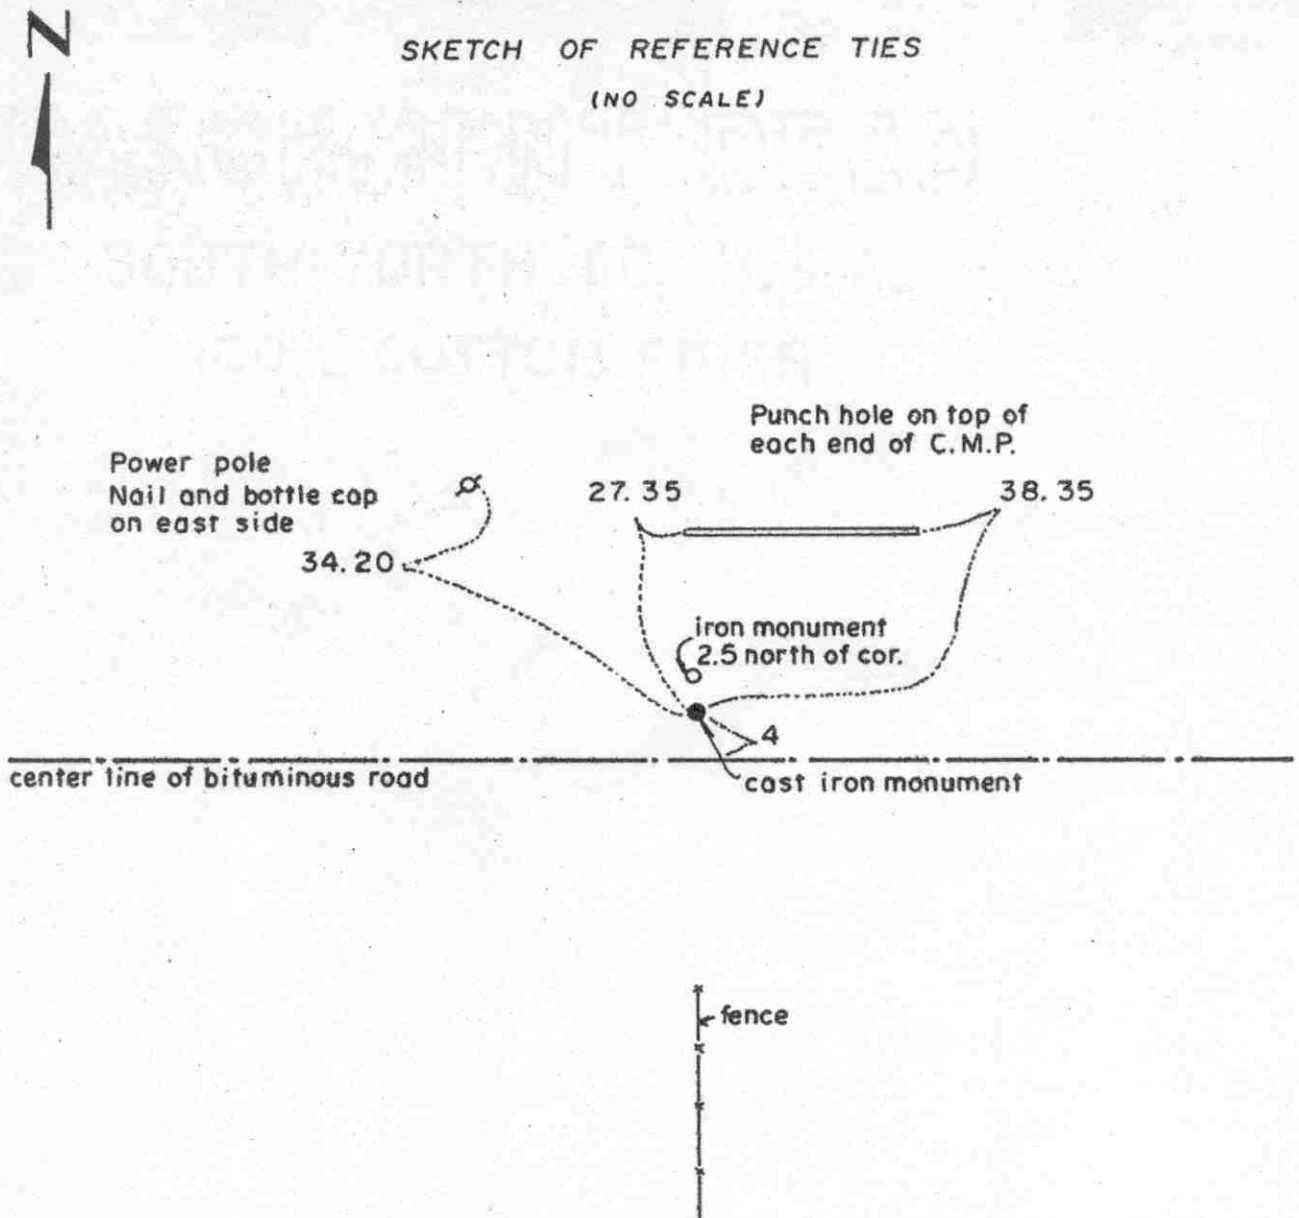 N
SKETCH OF REFERENCE TIES
(NO SCALE)
Punch hole on top of
each end of C.M.P.
Power pole
Nail and bottle cap
on east side
27.35
38.35
34.20
iron monument
2.5 north of cor.
4
center line of bituminous road
cast iron monument
fence